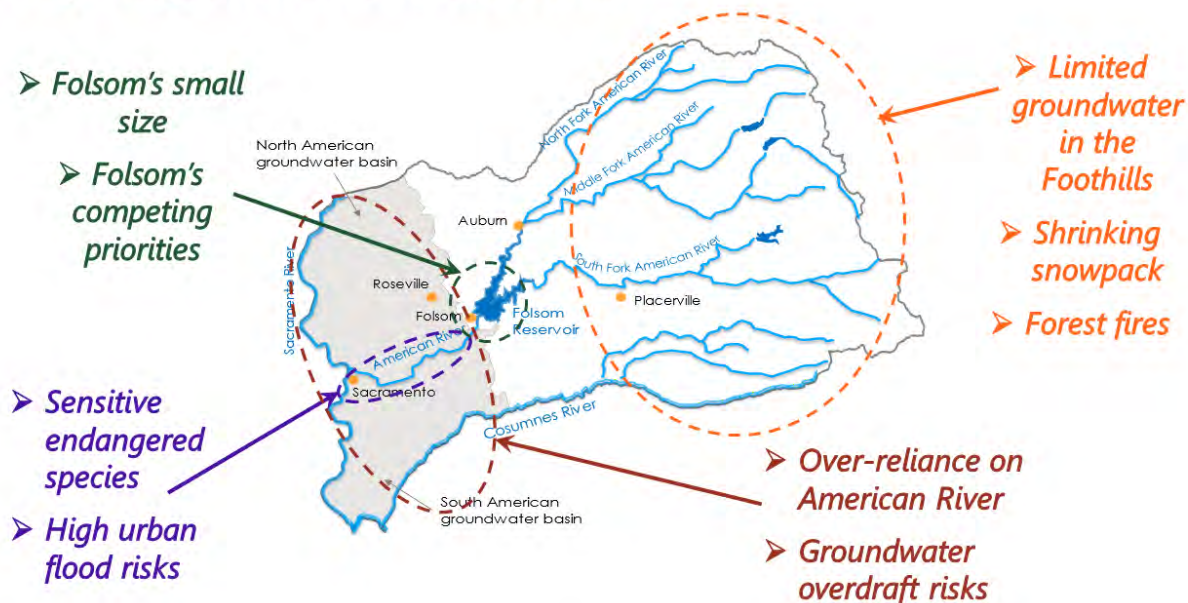 ➢ Folsom's small
size
➢ Folsom's
competing
priorities
North American
groundwater basin
North Fork American River
Middle Fork American River
South Fork American River
➢ Limited
groundwater
in the
Foothills
➢ Shrinking
snowpack
➢ Forest fires
Auburn
Roseville
Folsom
Folsom
Reservoir
Placerville
Sacramento River
American River
Sacramento
Cosumnes River
South American
groundwater basin
➢ Sensitive
endangered
species
➢ High urban
flood risks
➢ Over-reliance on
American River
➢ Groundwater
overdraft risks